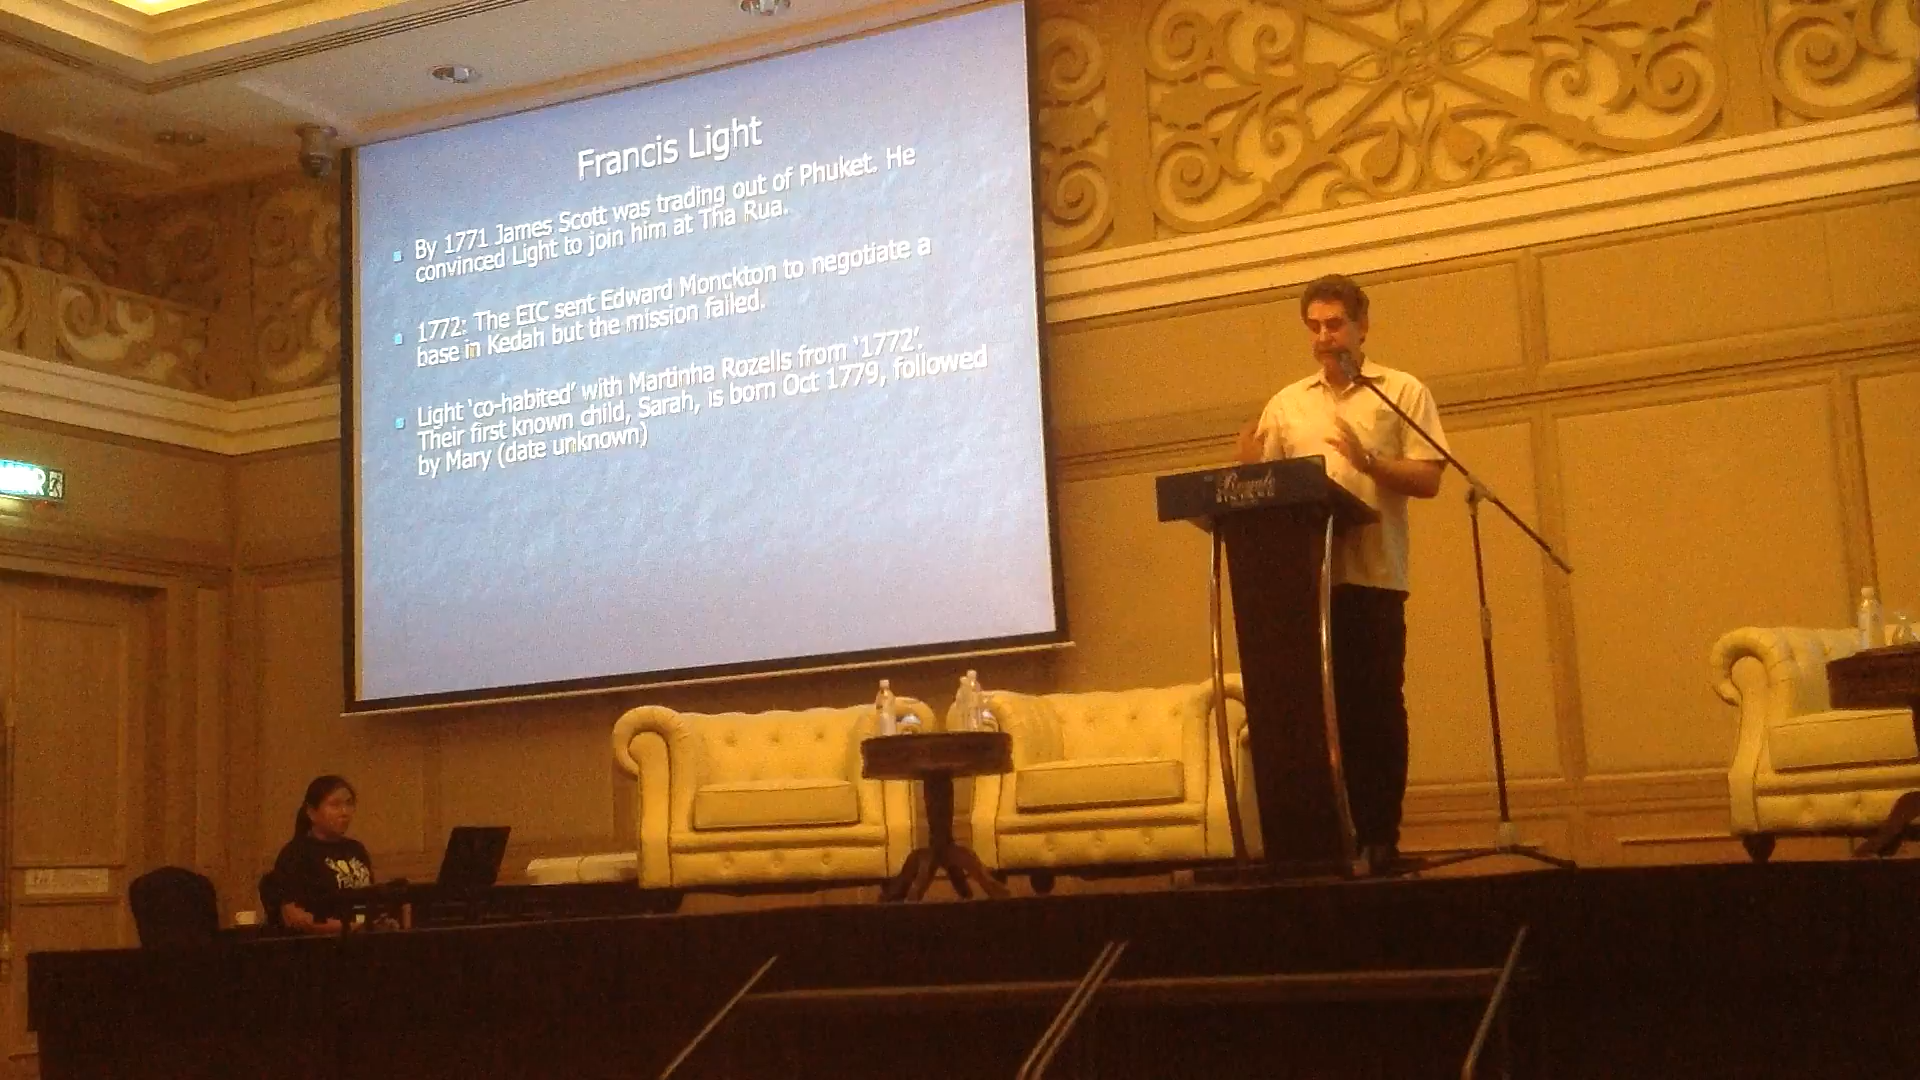 Francis Light
By 1771 James Scott was trading out of Phuket. He
convinced Light to join him at Tha Rua.
1772: The EIC sent Edward Monckton to negotiate a
base in Kedah but the mission failed.
Light ‘co-habited’ with Martinha Rozells from ‘1772’.
Their first known child, Sarah, is born Oct 1779, followed
by Mary (date unknown)
Royale
BINTANG